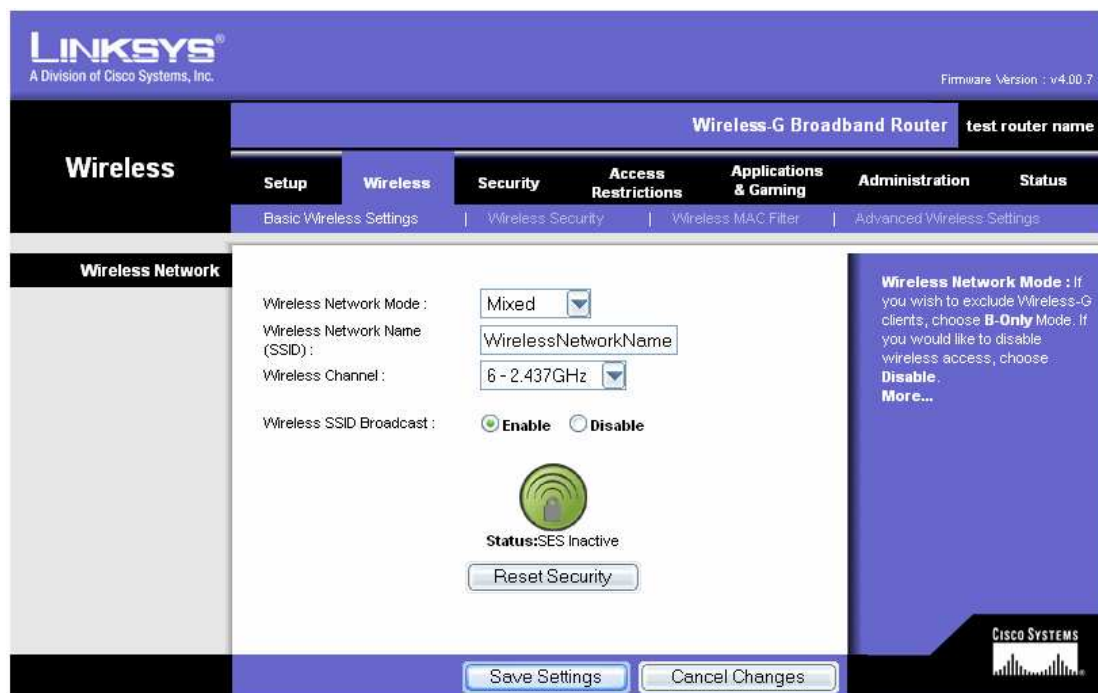 LINKSYS®
A Division of Cisco Systems, Inc.
Firmware Version : v4.00.7
Wireless-G Broadband Router
test router name
Wireless
Setup
Wireless
Security
Access Restrictions
Applications & Gaming
Administration
Status
Basic Wireless Settings | Wireless Security | Wireless MAC Filter | Advanced Wireless Settings
Wireless Network
Wireless Network Mode :
Mixed
Wireless Network Name
(SSID) :
WirelessNetworkName
Wireless Channel :
6 - 2.437GHz
Wireless SSID Broadcast :
Enable
Disable
Status:SES Inactive
Reset Security
Wireless Network Mode : If
you wish to exclude Wireless-G
clients, choose B-Only Mode. If
you would like to disable
wireless access, choose
Disable.
More...
Save Settings
Cancel Changes
CISCO SYSTEMS